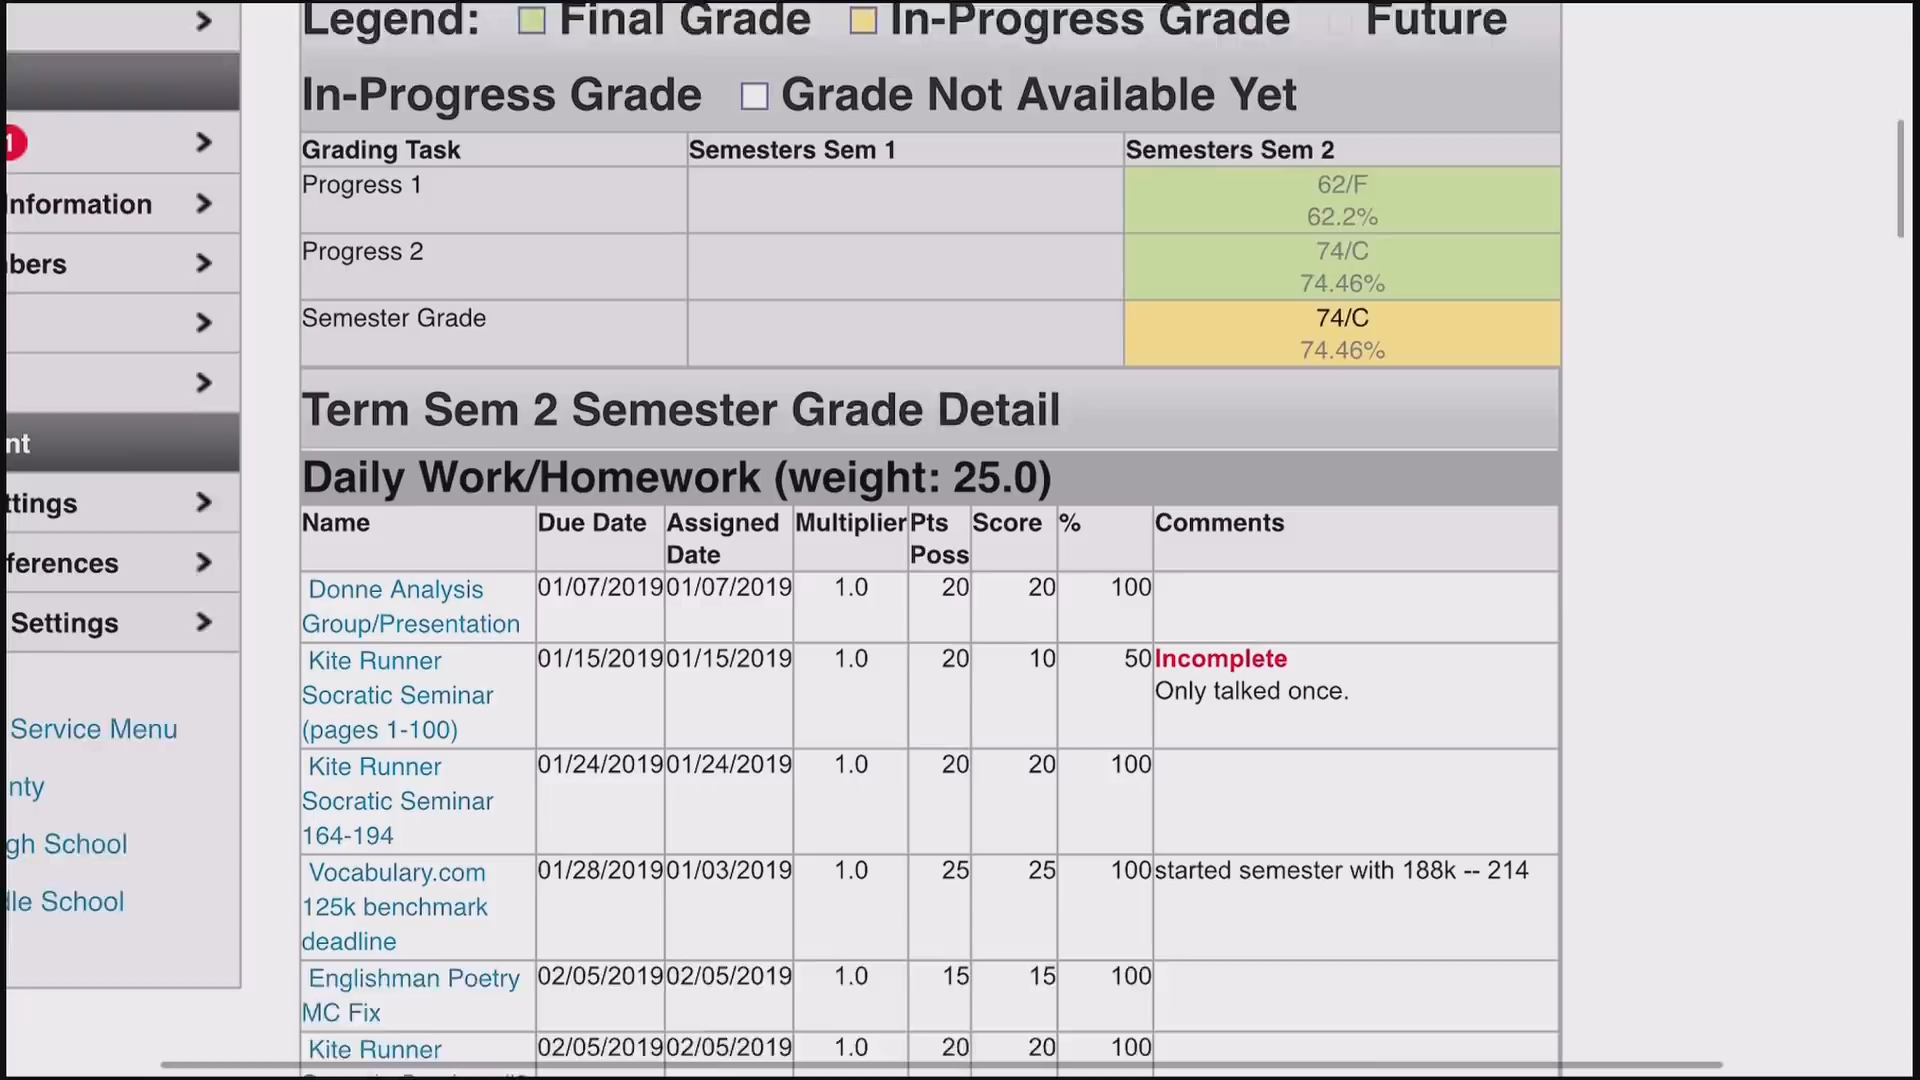 Legend: Final Grade In-Progress Grade Future
In-Progress Grade Grade Not Available Yet
Grading Task Semesters Sem 1 Semesters Sem 2
Progress 1 62/F
62.2%
Progress 2 74/C
74.46%
Semester Grade 74/C
74.46%
Term Sem 2 Semester Grade Detail
Daily Work/Homework (weight: 25.0)
Name Due Date Assigned Date Multiplier Pts Poss Score % Comments
Donne Analysis Group/Presentation 01/07/2019 01/07/2019 1.0 20 20 100
Kite Runner Socratic Seminar (pages 1-100) 01/15/2019 01/15/2019 1.0 20 10 50 Incomplete
Only talked once.
Kite Runner Socratic Seminar 164-194 01/24/2019 01/24/2019 1.0 20 20 100
Vocabulary.com 125k benchmark deadline 01/28/2019 01/03/2019 1.0 25 25 100 started semester with 188k -- 214
Englishman Poetry MC Fix 02/05/2019 02/05/2019 1.0 15 15 100
Kite Runner 02/05/2019 02/05/2019 1.0 20 20 100
1
nformation
bers
nt
ttings
ferences
Settings
Service Menu
nty
gh School
lle School